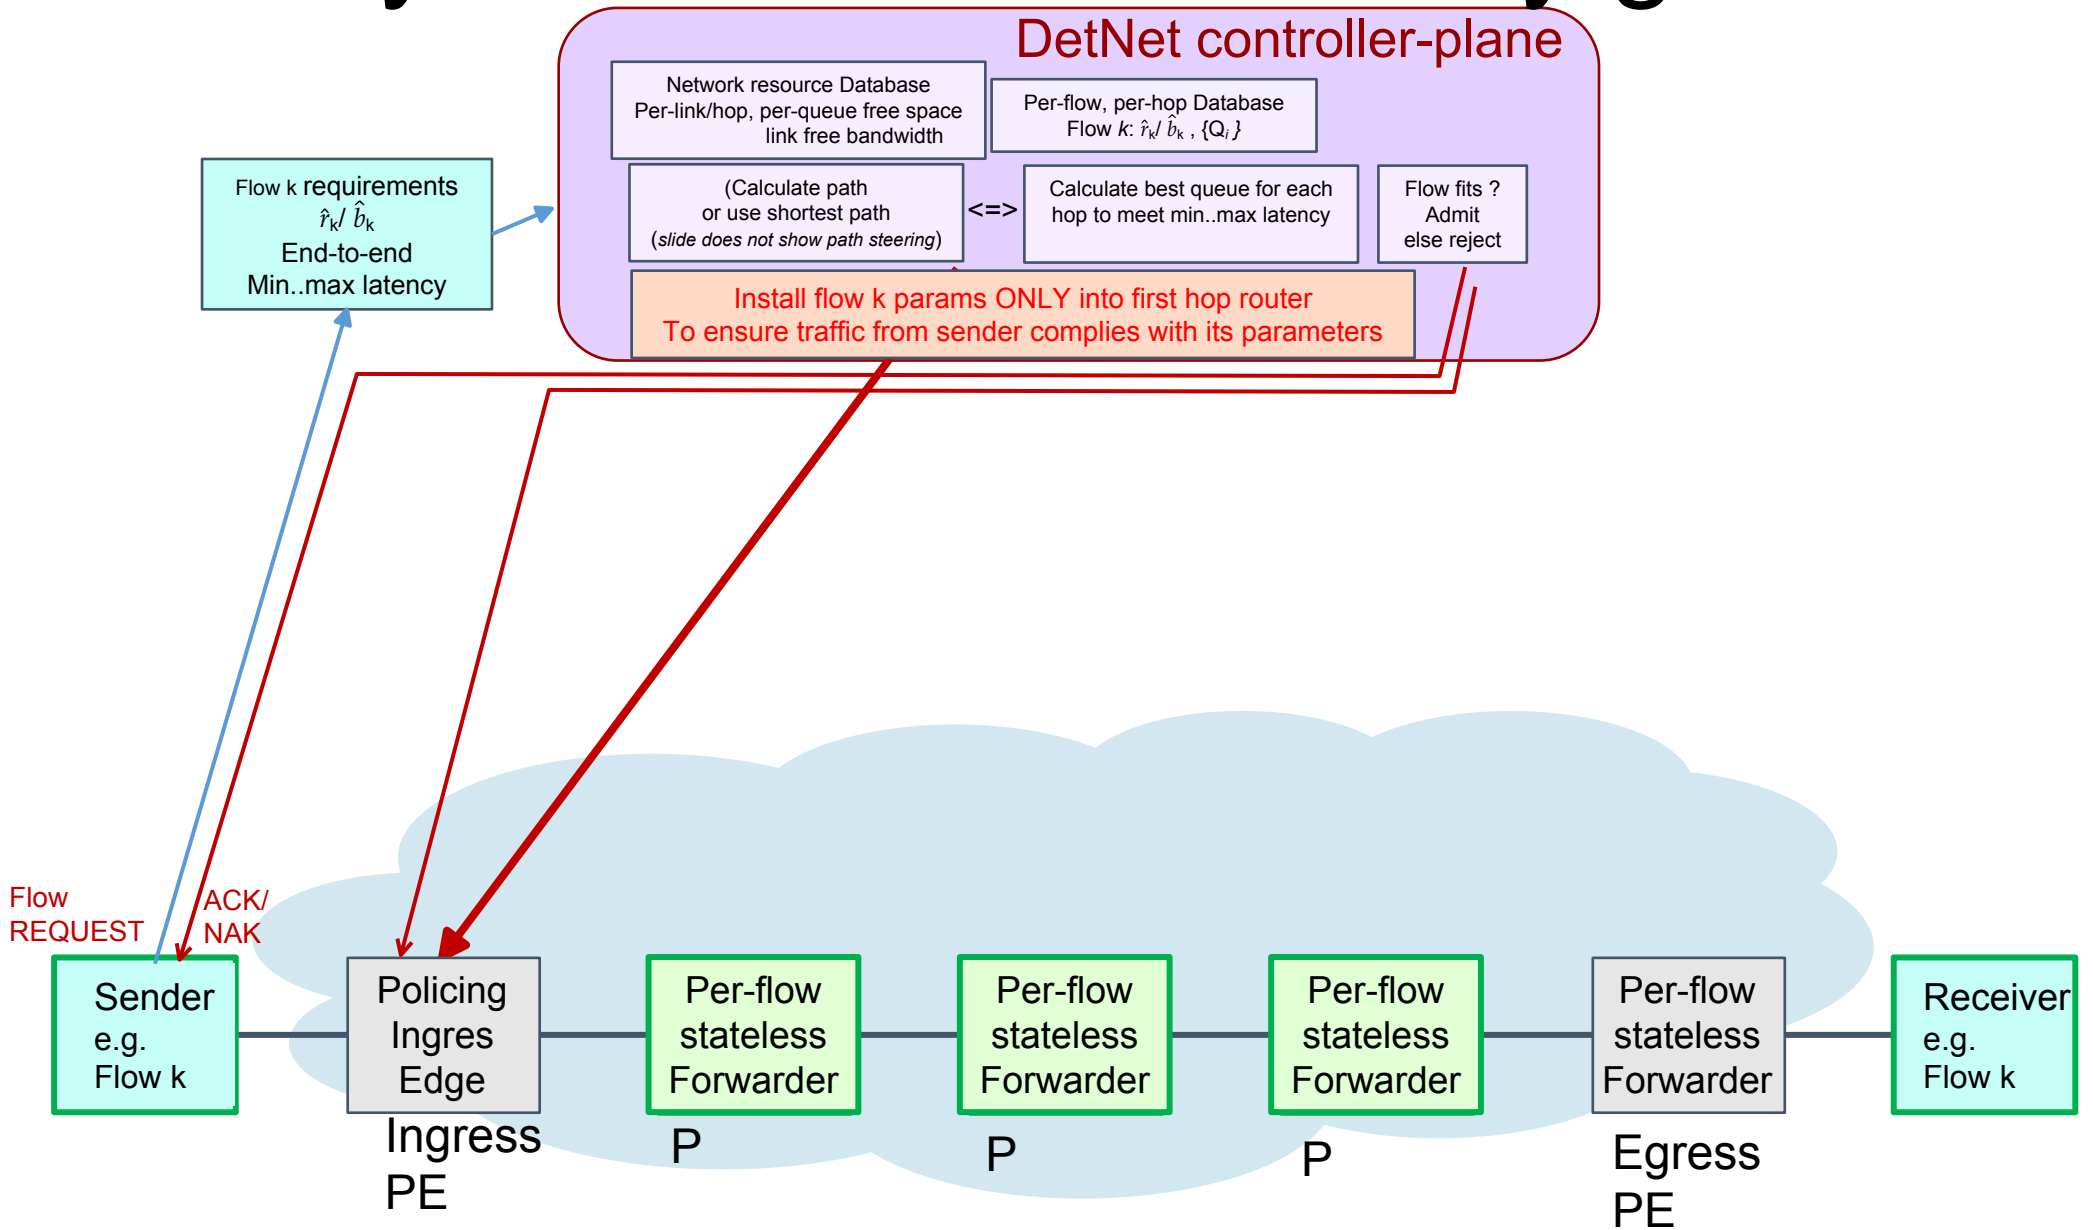 DetNet controller-plane
Network resource Database
Per-link/hop, per-queue free space
link free bandwidth
Per-flow, per-hop Database
Flow k: r̂k/ b̂k , {Qi}
Flow k requirements
r̂k/ b̂k
End-to-end
Min..max latency
(Calculate path
or use shortest path
(slide does not show path steering)
<=>
Calculate best queue for each
hop to meet min..max latency
Flow fits ?
Admit
else reject
Install flow k params ONLY into first hop router
To ensure traffic from sender complies with its parameters
Flow
REQUEST
ACK/
NAK
Sender
e.g.
Flow k
Policing
Ingres
Edge
Per-flow
stateless
Forwarder
Per-flow
stateless
Forwarder
Per-flow
stateless
Forwarder
Per-flow
stateless
Forwarder
Receiver
e.g.
Flow k
Ingress
PE
P
P
P
Egress
PE